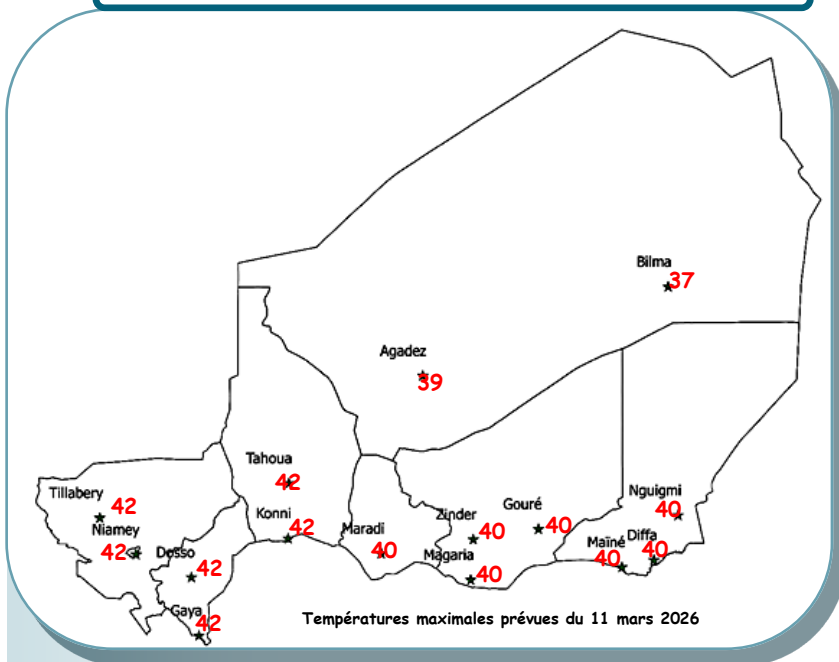 Bilma
37
Agadez
39
Tahoua
42
Tillabery
42
Niamey
42
Dosso
42
Konni
42
Gaya
42
Maradi
40
Zinder
40
Gouré
40
Magaria
40
Nguigmi
40
Maïné
40
Diffa
40
Températures maximales prévues du 11 mars 2026